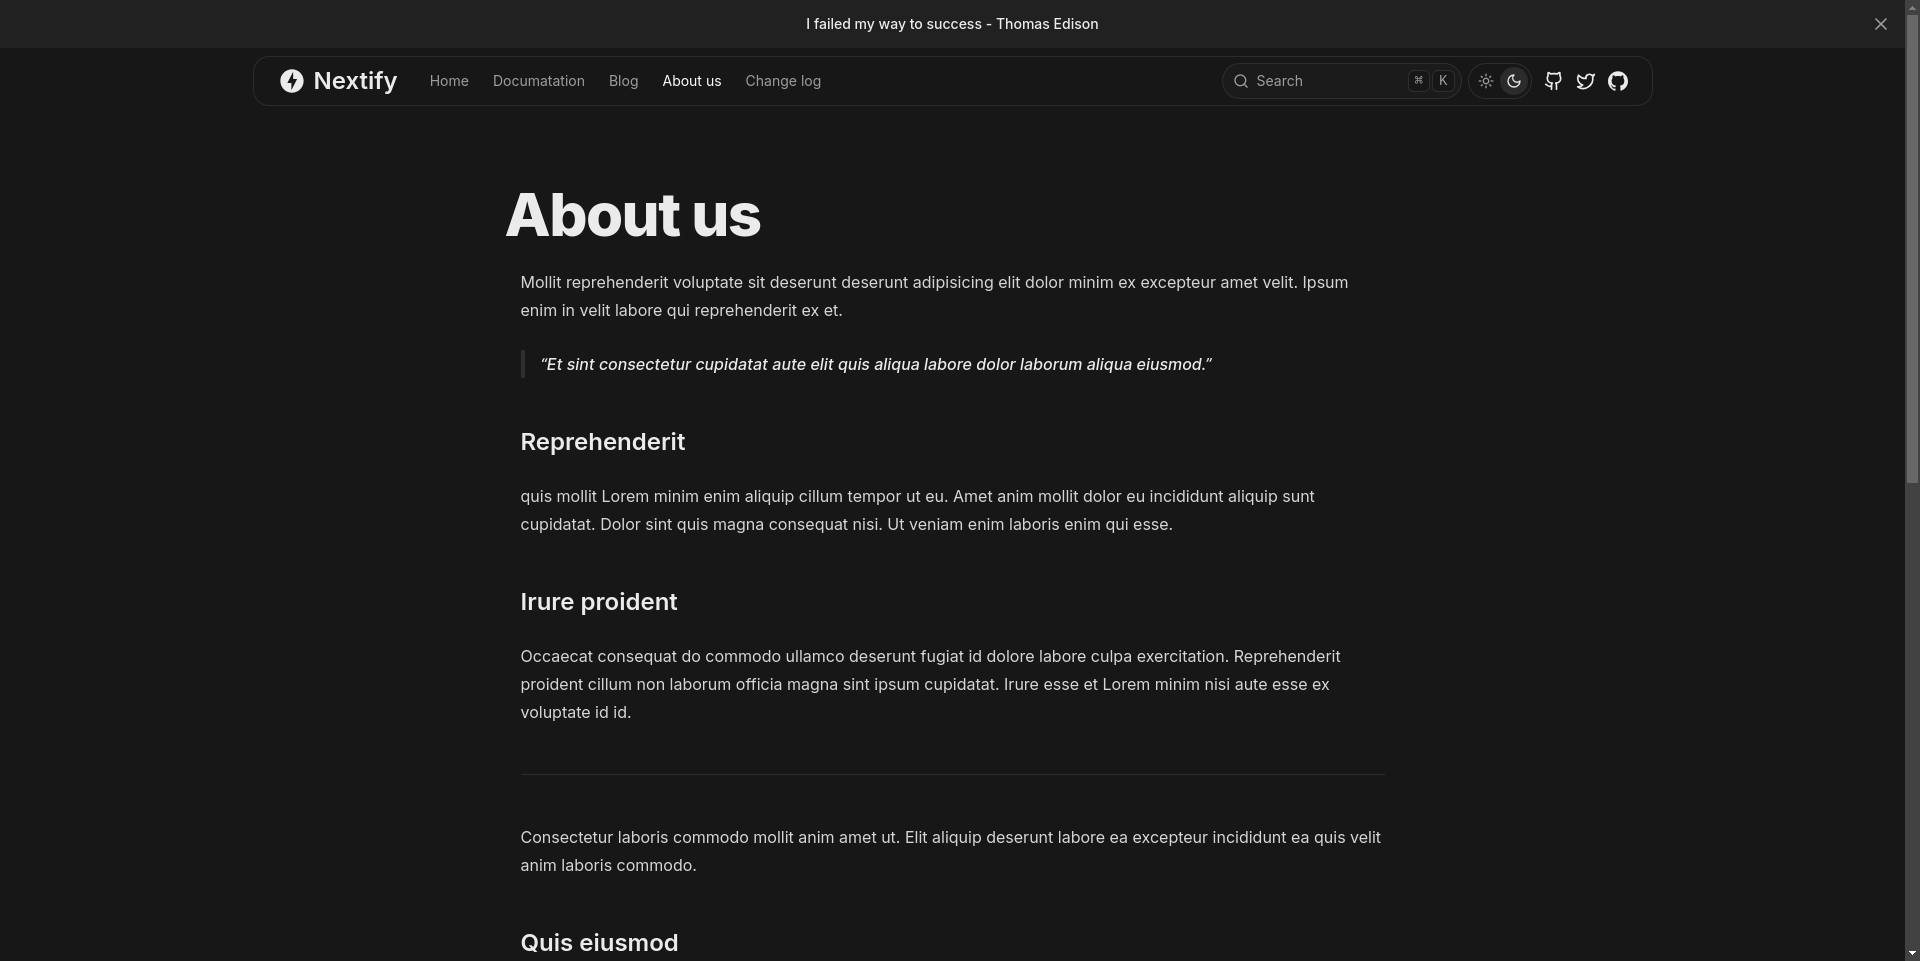 I failed my way to success - Thomas Edison
Nextify
Home
Documatation
Blog
About us
Change log
Search
⌘ K
About us
Mollit reprehenderit voluptate sit deserunt deserunt adipisicing elit dolor minim ex excepteur amet velit. Ipsum
enim in velit labore qui reprehenderit ex et.
“Et sint consectetur cupidatat aute elit quis aliqua labore dolor laborum aliqua eiusmod.”
Reprehenderit
quis mollit Lorem minim enim aliquip cillum tempor ut eu. Amet anim mollit dolor eu incididunt aliquip sunt
cupidatat. Dolor sint quis magna consequat nisi. Ut veniam enim laboris enim qui esse.
Irure proident
Occaecat consequat do commodo ullamco deserunt fugiat id dolore labore culpa exercitation. Reprehenderit
proident cillum non laborum officia magna sint ipsum cupidatat. Irure esse et Lorem minim nisi aute esse ex
voluptate id id.
Consectetur laboris commodo mollit anim amet ut. Elit aliquip deserunt labore ea excepteur incididunt ea quis velit
anim laboris commodo.
Quis eiusmod